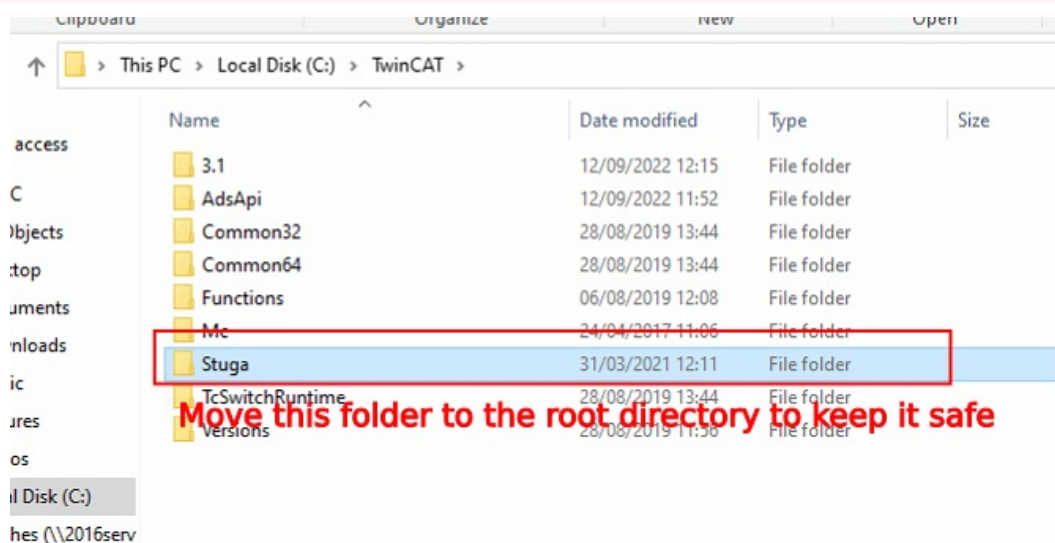 Clipboard Organize New Open
This PC > Local Disk (C:) > TwinCAT >
Name Date modified Type Size
access
3.1 12/09/2022 12:15 File folder
C
AdsApi 12/09/2022 11:52 File folder
Objects
Common32 28/08/2019 13:44 File folder
Common64 28/08/2019 13:44 File folder
ktop
Functions 06/08/2019 12:08 File folder
uments
Mc 24/04/2017 11:06 File folder
nloads
Stuga 31/03/2021 12:11 File folder
ic
TcSwitchRuntime 28/08/2019 13:44 File folder
Move this folder to the root directory to keep it safe
ures
Versions 28/08/2019 11:56 File folder
os
al Disk (C:)
hes (\\2016serv